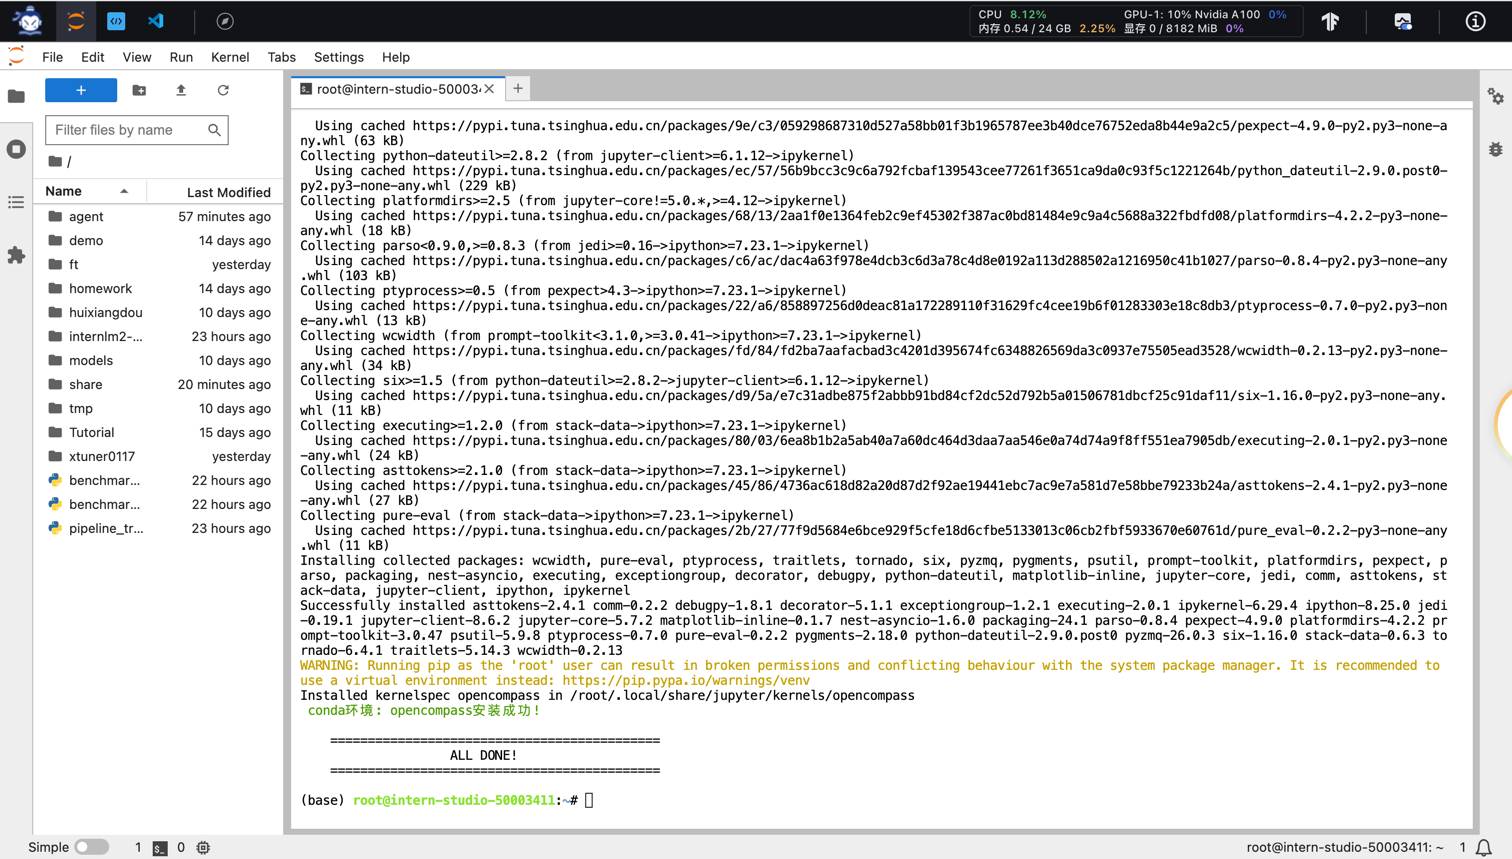 CPU 8.12% GPU-1: 10% Nvidia A100 0%
内存 0.54 / 24 GB 2.25% 显存 0 / 8182 MiB 0%
File Edit View Run Kernel Tabs Settings Help
root@intern-studio-50003
Filter files by name
/
Name Last Modified
agent 57 minutes ago
demo 14 days ago
ft yesterday
homework 14 days ago
huixiangdou 10 days ago
internlm2-... 23 hours ago
models 10 days ago
share 20 minutes ago
tmp 10 days ago
Tutorial 15 days ago
xtuner0117 yesterday
benchmar... 22 hours ago
benchmar... 22 hours ago
pipeline_tr... 23 hours ago
Using cached https://pypi.tuna.tsinghua.edu.cn/packages/9e/c3/059298687310d527a58bb01f3b1965787ee3b40dce76752eda8b44e9a2c5/pexpect-4.9.0-py2.py3-none-a
ny.whl (63 kB)
Collecting python-dateutil>=2.8.2 (from jupyter-client>=6.1.12->ipykernel)
Using cached https://pypi.tuna.tsinghua.edu.cn/packages/ec/57/56b9bcc3c9c6a792fcbaf139543cee77261f3651ca9da0c93f5c1221264b/python_dateutil-2.9.0.post0-
py2.py3-none-any.whl (229 kB)
Collecting platformdirs>=2.5 (from jupyter-core!=5.0.*,>=4.12->ipykernel)
Using cached https://pypi.tuna.tsinghua.edu.cn/packages/68/13/2aa1f0e1364feb2c9ef45302f387ac0bd81484e9c9a4c5688a322fbdfd08/platformdirs-4.2.2-py3-none-
any.whl (18 kB)
Collecting parso<0.9.0,>=0.8.3 (from jedi>=0.16->ipython>=7.23.1->ipykernel)
Using cached https://pypi.tuna.tsinghua.edu.cn/packages/c6/ac/dac4a63f978e4dcb3c6d3a78c4d8e0192a113d288502a1216950c41b1027/parso-0.8.4-py2.py3-none-any
.whl (103 kB)
Collecting ptyprocess>=0.5 (from pexpect>4.3->ipython>=7.23.1->ipykernel)
Using cached https://pypi.tuna.tsinghua.edu.cn/packages/22/a6/858897256d0deac81a172289110f31629fc4cee19b6f01283303e18c8db3/ptyprocess-0.7.0-py2.py3-non
e-any.whl (13 kB)
Collecting wcwidth (from prompt-toolkit<3.1.0,>=3.0.41->ipython>=7.23.1->ipykernel)
Using cached https://pypi.tuna.tsinghua.edu.cn/packages/fd/84/fd2ba7aafacbad3c4201d395674fc6348826569da3c0937e75505ead3528/wcwidth-0.2.13-py2.py3-none-
any.whl (34 kB)
Collecting six>=1.5 (from python-dateutil>=2.8.2->jupyter-client>=6.1.12->ipykernel)
Using cached https://pypi.tuna.tsinghua.edu.cn/packages/d9/5a/e7c31adbe875f2abbb91bd84cf2dc52d792b5a01506781dbcf25c91daf11/six-1.16.0-py2.py3-none-any.
whl (11 kB)
Collecting executing>=1.2.0 (from stack-data->ipython>=7.23.1->ipykernel)
Using cached https://pypi.tuna.tsinghua.edu.cn/packages/80/03/6ea8b1b2a5ab40a7a60dc464d3daa7aa546e0a74d74a9f8ff551ea7905db/executing-2.0.1-py2.py3-none
-any.whl (24 kB)
Collecting asttokens>=2.1.0 (from stack-data->ipython>=7.23.1->ipykernel)
Using cached https://pypi.tuna.tsinghua.edu.cn/packages/45/86/4736ac618d82a20d87d2f92ae19441ebc7ac9e7a581d7e58bbe79233b24a/asttokens-2.4.1-py2.py3-none
-any.whl (27 kB)
Collecting pure-eval (from stack-data->ipython>=7.23.1->ipykernel)
Using cached https://pypi.tuna.tsinghua.edu.cn/packages/2b/27/77f9d5684e6bce929f5cfe18d6cfbe5133013c06cb2fbf5933670e60761d/pure_eval-0.2.2-py3-none-any
.whl (11 kB)
Installing collected packages: wcwidth, pure-eval, ptyprocess, traitlets, tornado, six, pyzmq, pygments, psutil, prompt-toolkit, platformdirs, pexpect, p
arso, packaging, nest-asyncio, executing, exceptiongroup, decorator, debugpy, python-dateutil, matplotlib-inline, jupyter-core, jedi, comm, asttokens, st
ack-data, jupyter-client, ipython, ipykernel
Successfully installed asttokens-2.4.1 comm-0.2.2 debugpy-1.8.1 decorator-5.1.1 exceptiongroup-1.2.1 executing-2.0.1 ipykernel-6.29.4 ipython-8.25.0 jedi
-0.19.1 jupyter-client-8.6.2 jupyter-core-5.7.2 matplotlib-inline-0.1.7 nest-asyncio-1.6.0 packaging-24.1 parso-0.8.4 pexpect-4.9.0 platformdirs-4.2.2 pr
ompt-toolkit-3.0.47 psutil-5.9.8 ptyprocess-0.7.0 pure-eval-0.2.2 pygments-2.18.0 python-dateutil-2.9.0.post0 pyzmq-26.0.3 six-1.16.0 stack-data-0.6.3 to
rnado-6.4.1 traitlets-5.14.3 wcwidth-0.2.13
WARNING: Running pip as the 'root' user can result in broken permissions and conflicting behaviour with the system package manager. It is recommended to
use a virtual environment instead: https://pip.pypa.io/warnings/venv
Installed kernelspec opencompass in /root/.local/share/jupyter/kernels/opencompass
conda环境: opencompass安装成功!
============================================
ALL DONE!
============================================
(base) root@intern-studio-50003411:~#
Simple 1 0 root@intern-studio-50003411: ~ 1